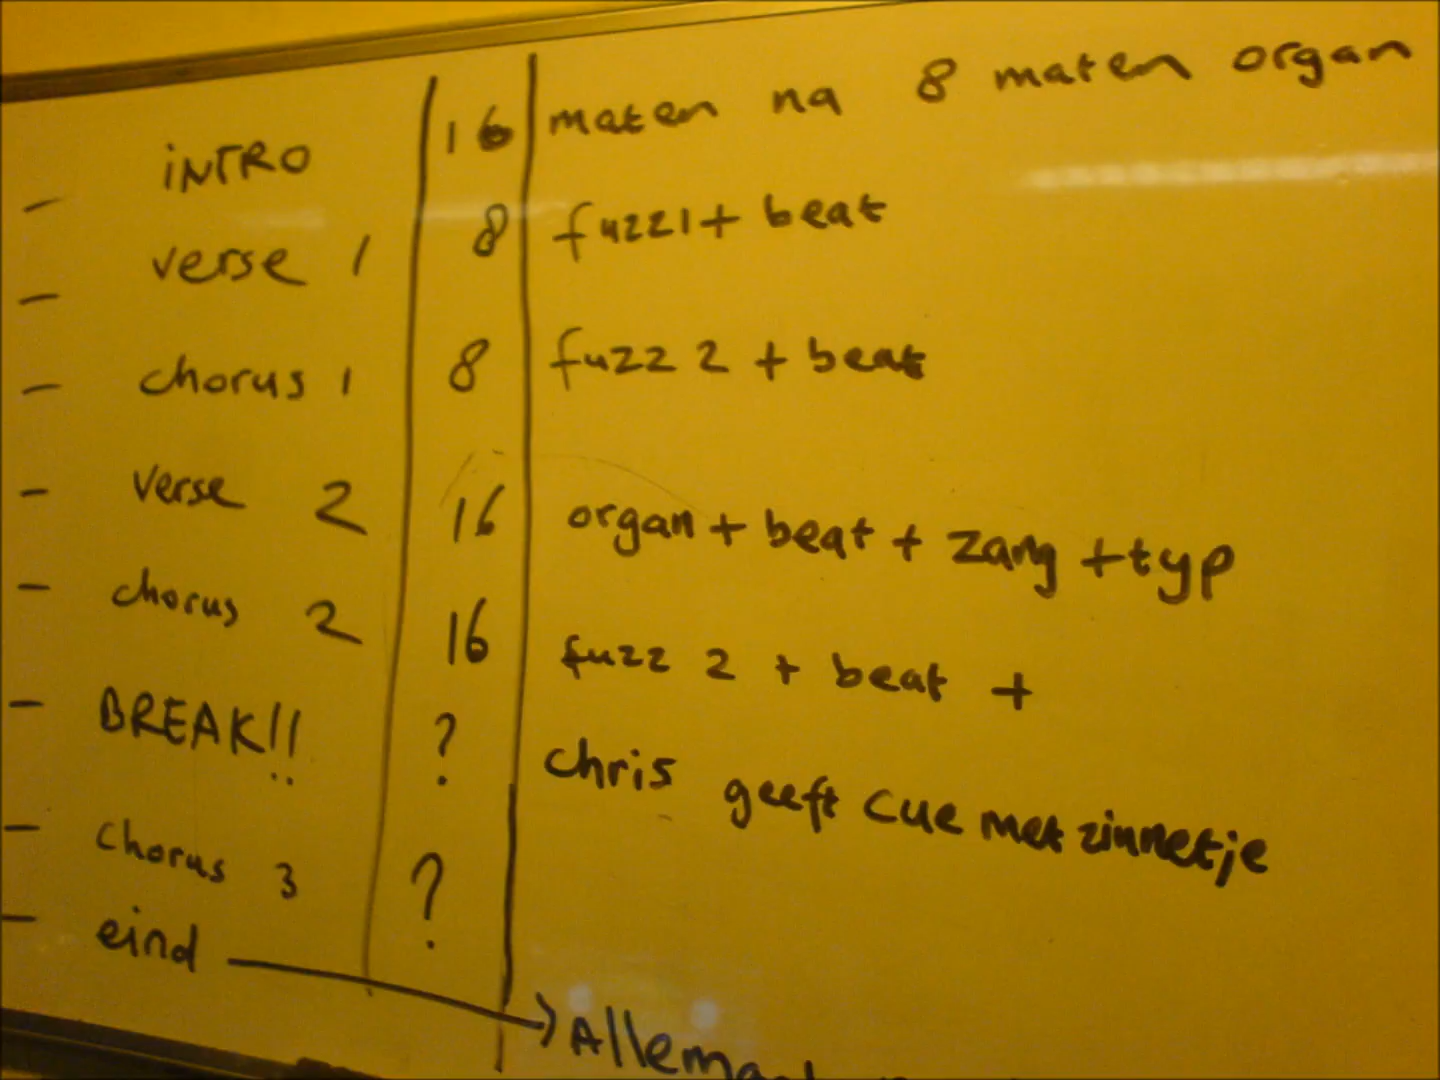 - iNTRO 16 maten na 8 maten organ
- verse 1 8 fuzz1 + beat
- chorus 1 8 fuzz 2 + beat
- verse 2 16 organ + beat + zang + typ
- chorus 2 16 fuzz 2 + beat +
- BREAK!! ? chris geeft cue met zinnetje
- chorus 3 ?
- eind